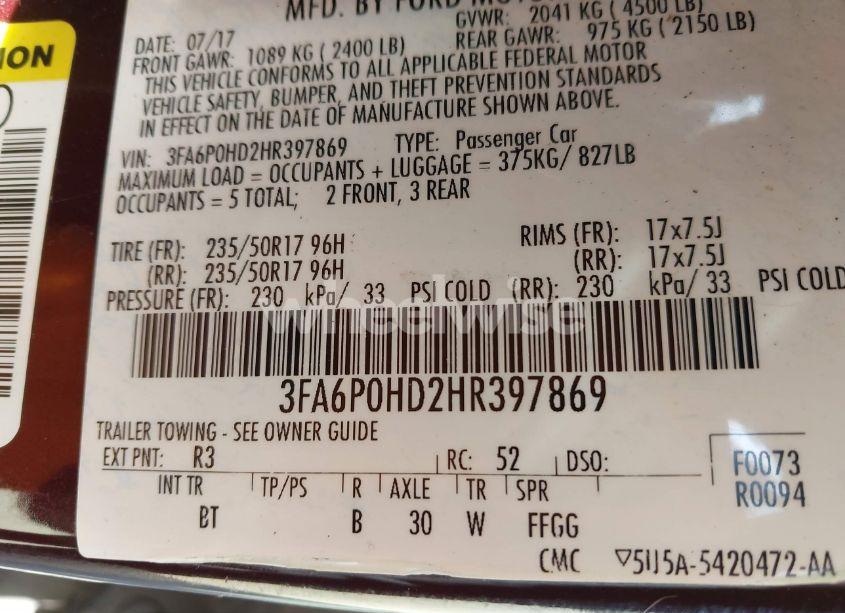 MFD. BY FORD MOTOR
GVWR: 2041 KG (4500 LB)
DATE: 07/17
REAR GAWR: 975 KG (2150 LB)
FRONT GAWR: 1089 KG (2400 LB)
THIS VEHICLE CONFORMS TO ALL APPLICABLE FEDERAL MOTOR
VEHICLE SAFETY, BUMPER, AND THEFT PREVENTION STANDARDS
IN EFFECT ON THE DATE OF MANUFACTURE SHOWN ABOVE.
VIN: 3FA6P0HD2HR397869 TYPE: Passenger Car
MAXIMUM LOAD = OCCUPANTS + LUGGAGE = 375KG/ 827LB
OCCUPANTS = 5 TOTAL; 2 FRONT, 3 REAR
TIRE (FR): 235/50R17 96H RIMS (FR): 17x7.5J
(RR): 235/50R17 96H (RR): 17x7.5J
PRESSURE (FR): 230 kPa/ 33 PSI COLD (RR): 230 kPa/ 33 PSI COLD
wheelwise
3FA6P0HD2HR397869
TRAILER TOWING - SEE OWNER GUIDE
EXT PNT: R3 RC: 52 DSO: F0073
INT TR TP/PS R AXLE TR SPR R0094
BT B 30 W FFGG
CMC ▽5U5A-5420472-AA
ION